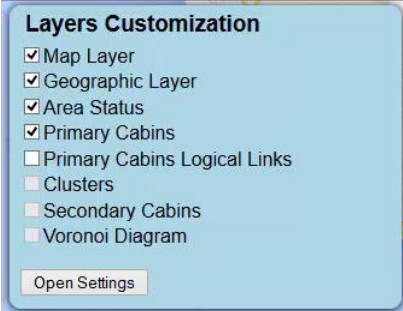 Layers Customization
Map Layer
Geographic Layer
Area Status
Primary Cabins
Primary Cabins Logical Links
Clusters
Secondary Cabins
Voronoi Diagram
Open Settings